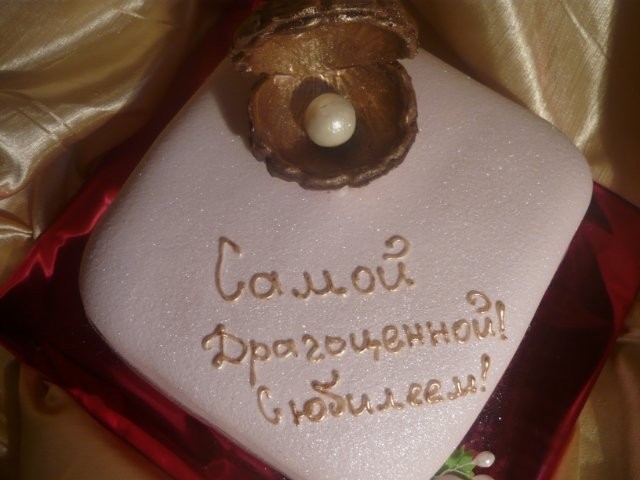 Самой
Драгоценной!
С юбилеем!